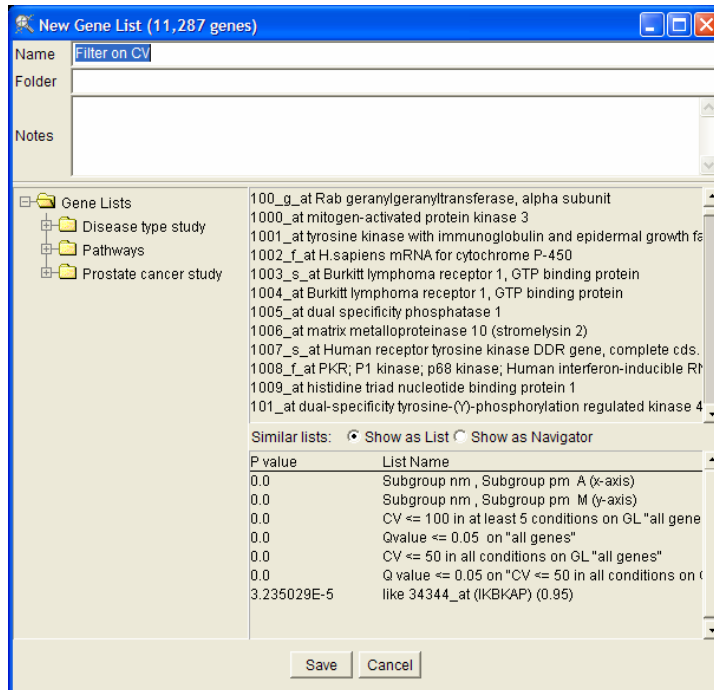 New Gene List (11,287 genes)
Name Filter on CV
Folder
Notes
Gene Lists
Disease type study
Pathways
Prostate cancer study
100_g_at Rab geranylgeranyltransferase, alpha subunit
1000_at mitogen-activated protein kinase 3
1001_at tyrosine kinase with immunoglobulin and epidermal growth fa
1002_f_at H.sapiens mRNA for cytochrome P-450
1003_s_at Burkitt lymphoma receptor 1, GTP binding protein
1004_at Burkitt lymphoma receptor 1, GTP binding protein
1005_at dual specificity phosphatase 1
1006_at matrix metalloproteinase 10 (stromelysin 2)
1007_s_at Human receptor tyrosine kinase DDR gene, complete cds.
1008_f_at PKR; P1 kinase; p68 kinase; Human interferon-inducible
1009_at histidine triad nucleotide binding protein 1
101_at dual-specificity tyrosine-(Y)-phosphorylation regulated kinase 4
Similar lists: Show as List Show as Navigator
P value List Name
0.0 Subgroup nm , Subgroup pm A (x-axis)
0.0 Subgroup nm , Subgroup pm M (y-axis)
0.0 CV <= 100 in at least 5 conditions on GL "all gene
0.0 Qvalue <= 0.05 on "all genes"
0.0 CV <= 50 in all conditions on GL "all genes"
0.0 Q value <= 0.05 on "CV <= 50 in all conditions on
3.235029E-5 like 34344_at (IKBKAP) (0.95)
Save Cancel